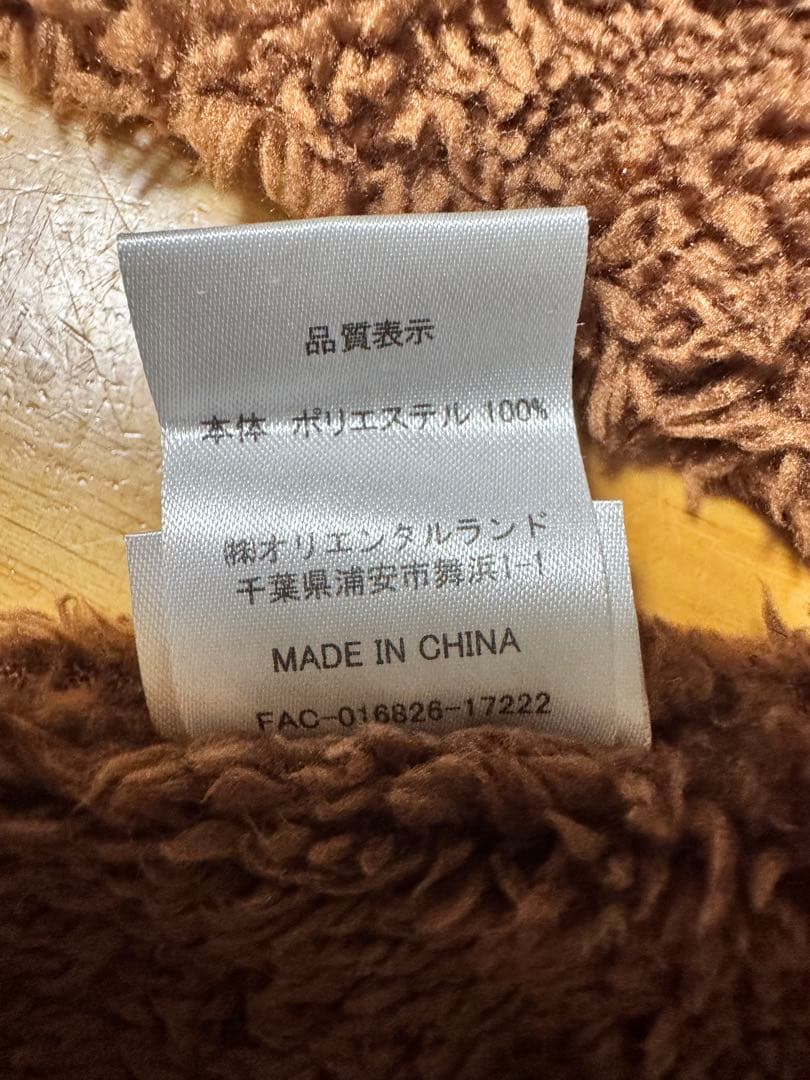 品質表示
本体 ポリエステル 100%
㈱オリエンタルランド
千葉県浦安市舞浜1-1
MADE IN CHINA
FAC-016826-17222